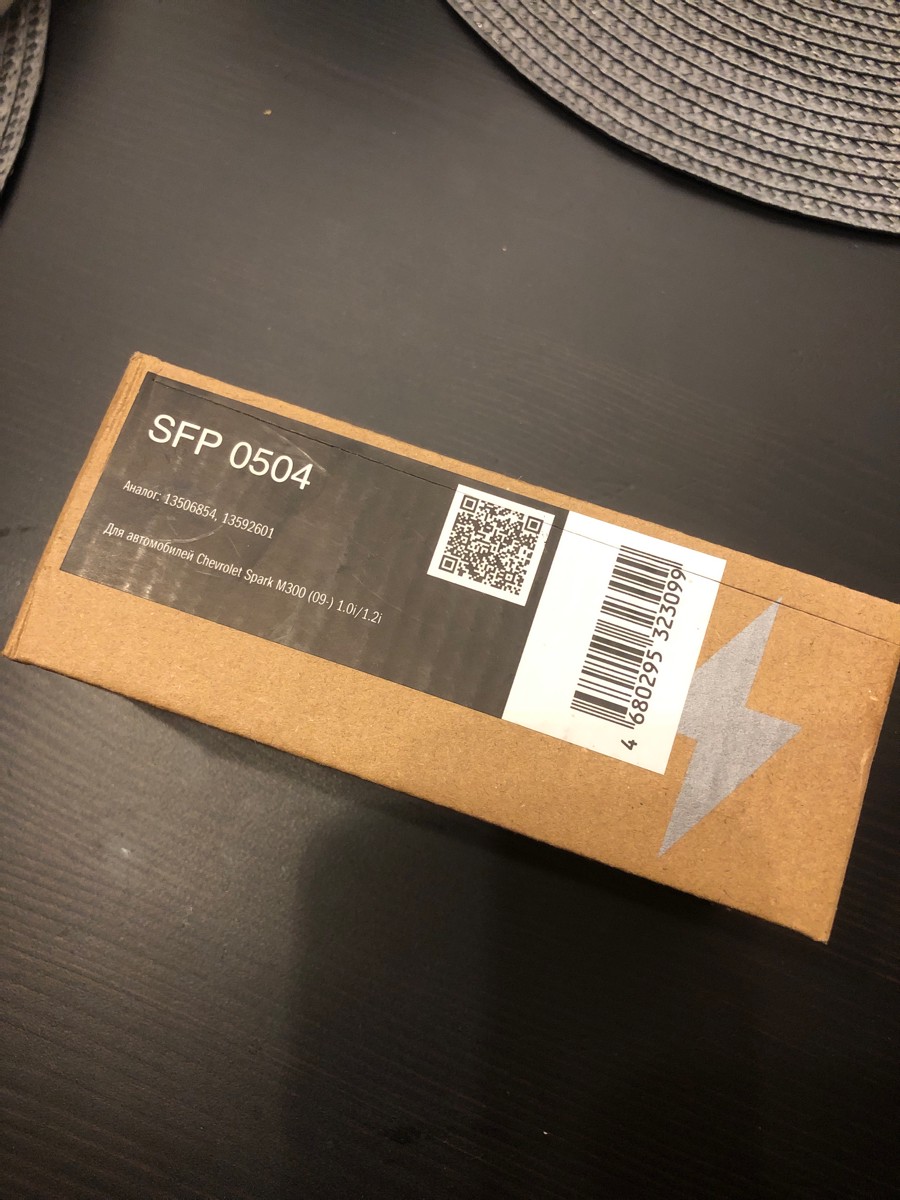 SFP 0504
Аналог: 13506854, 13592601
Для автомобилей Chevrolet Spark M300 (09-) 1.0i/1.2i
4 680295 323099